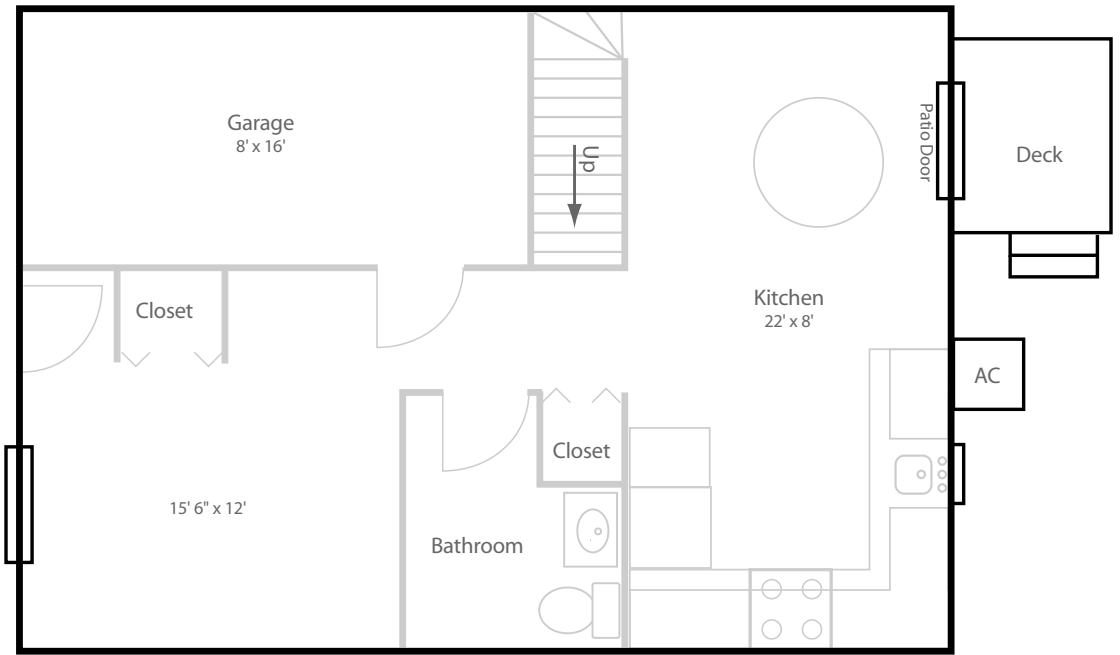 Garage
8' x 16'
Up
Patio Door
Deck
Closet
Kitchen
22' x 8'
AC
Closet
15' 6" x 12'
Bathroom